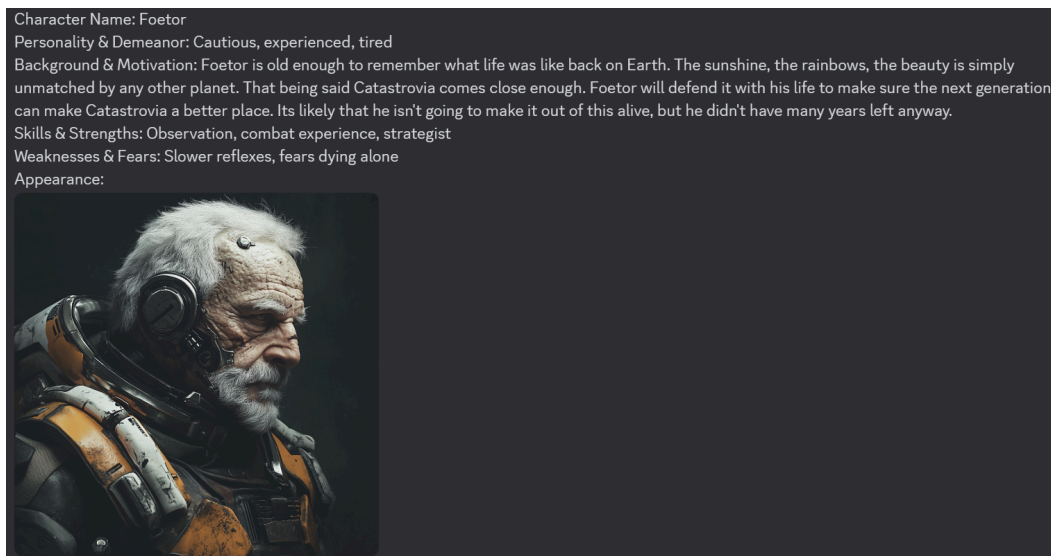 Character Name: Foetor
Personality & Demeanor: Cautious, experienced, tired
Background & Motivation: Foetor is old enough to remember what life was like back on Earth. The sunshine, the rainbows, the beauty is simply
unmatched by any other planet. That being said Catastrovia comes close enough. Foetor will defend it with his life to make sure the next generation
can make Catastrovia a better place. Its likely that he isn't going to make it out of this alive, but he didn't have many years left anyway.
Skills & Strengths: Observation, combat experience, strategist
Weaknesses & Fears: Slower reflexes, fears dying alone
Appearance: